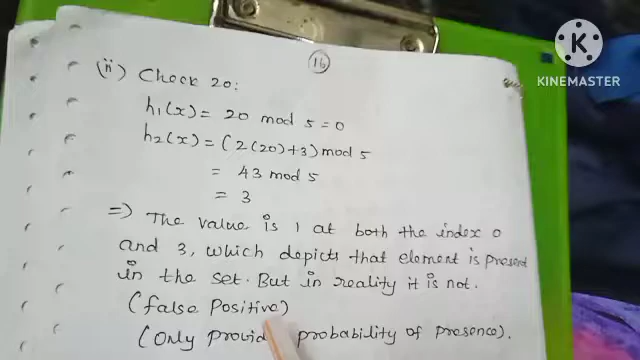 16
(ii) Check 20:
h1(x) = 20 mod 5 = 0
h2(x) = (2(20)+3) mod 5
= 43 mod 5
= 3
=> The value is 1 at both the index 0
and 3, which depicts that element is present
in the set. But in reality it is not.
(false Positive)
(Only provid probability of presence).
K
KINEMASTER